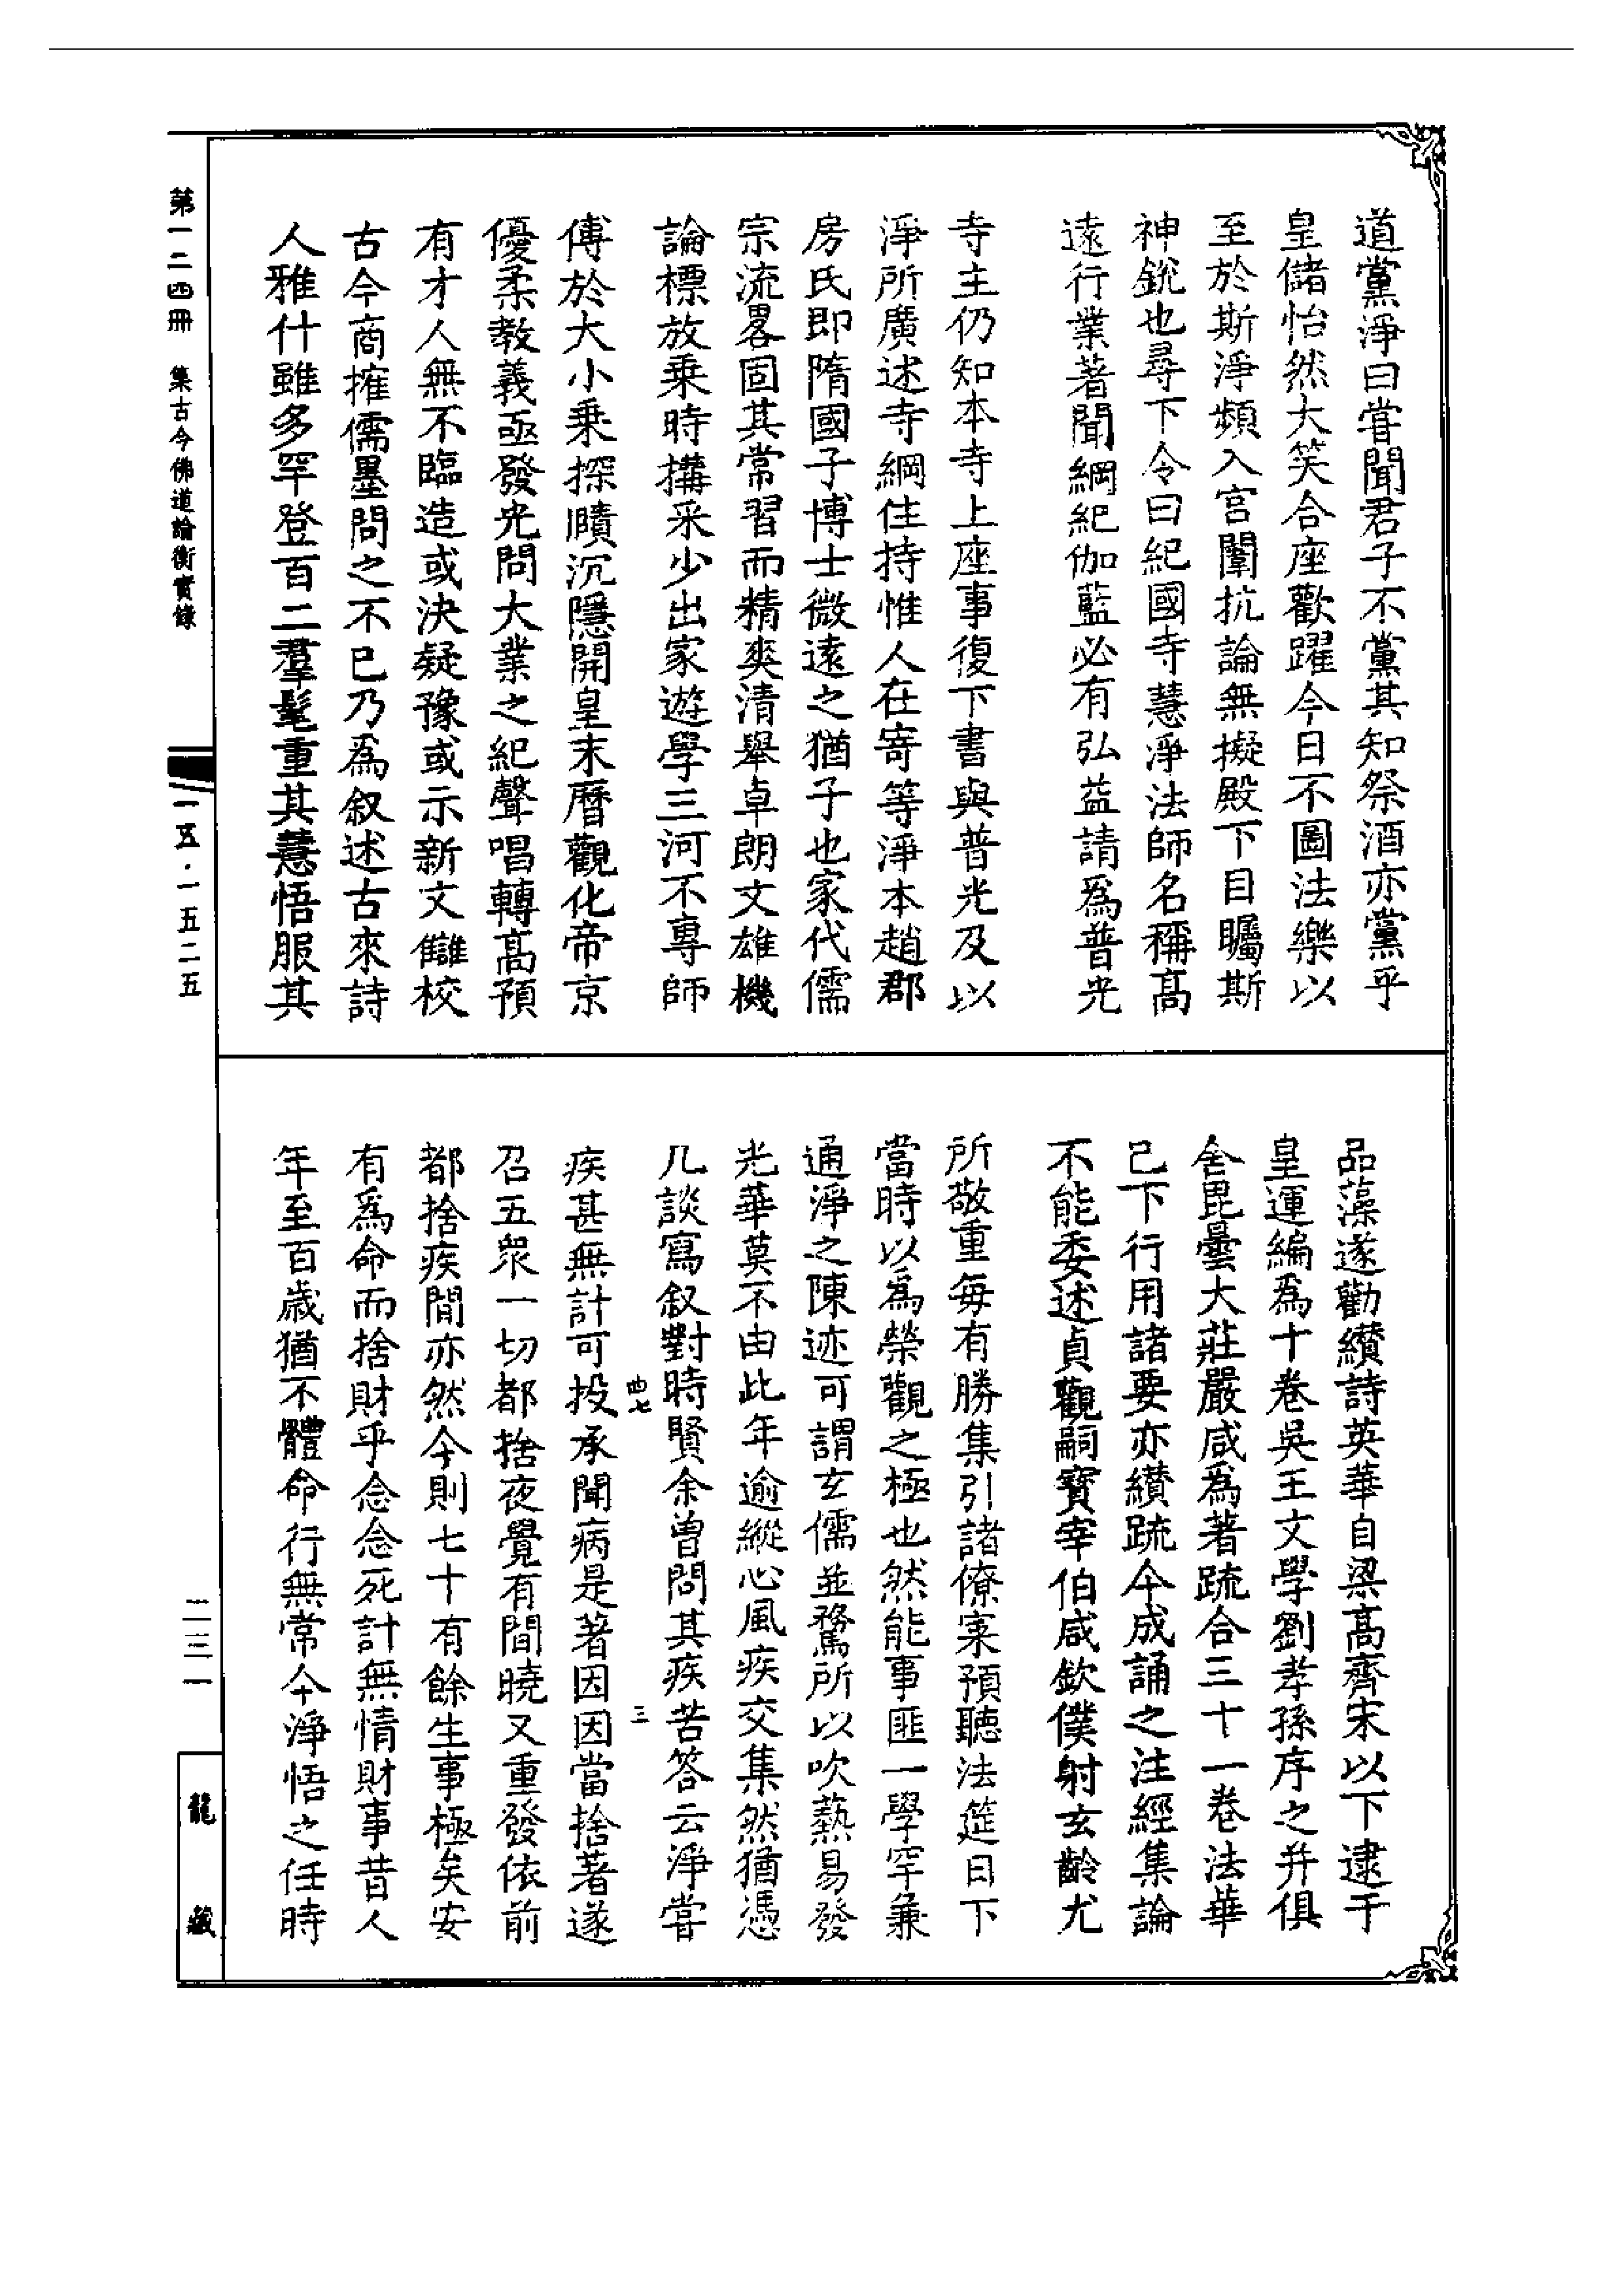 道黨淨曰甞聞君子不黨其知祭酒亦黨乎
皇儲怡然大笑合座歡躍今日不圖法樂以
至於斯淨頻入宮闈抗論無擬殿下目矚斯
神銳也尋下令曰紀國寺慧淨法師名稱高
遠行業著聞綱紀伽藍必有弘益請為普光
寺主仍知本寺上座事復下書與普光及以
淨所廣述寺綱住持惟人在寄等淨本趙郡
房氏即隋國子博士微遠之猶子也家代儒
宗流畧固其常習而精爽清舉卓朗文雄機
論標放乗時搆采少出家遊學三河不專師
傅於大小乗探賾沉隱開皇末曆觀化帝京
優柔教義亟發光問大業之紀聲唱轉高預
有才人無不臨造或決疑豫或示新文讎校
古今商搉儒墨問之不已乃為叙述古來詩
人雅什雖多罕登百二羣髦重其慧悟服其
品藻遂勸纘詩英華自梁高齊宋以下逮于
皇運編為十卷吳王文學劉孝孫序之并俱
舍毘曇大莊嚴咸為著疏合三十一卷法華
已下行用諸要亦纘疏今成誦之注經集論
不能委述貞觀嗣寶宰伯咸欽僕射玄齡尤
所敬重每有勝集引諸僚寀預聽法筵日下
當時以為榮觀之極也然能事匪一學罕兼
通淨之陳迹可謂玄儒並騖所以吹藝易發
光華莫不由此年逾縱心風疾交集然猶憑
几談寫叙對時賢余曽問其疾苦答云淨甞
疾甚無計可投承聞病是著因因當捨著遂
召五眾一切都捨夜覺有間曉又重發依前
都捨疾間亦然今則七十有餘生事極矣安
有為命而捨財乎念念死計無情財事昔人
年至百歲猶不體命行無常今淨悟之任時
曲七
三
第一二四冊 集古今佛道論衡實錄
一五·一五二五
二三一
龍藏